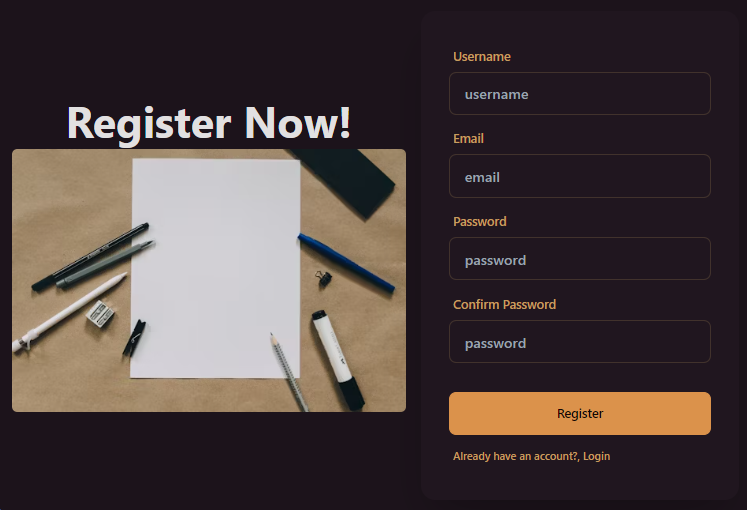 Register Now!
Username
username
Email
email
Password
password
Confirm Password
password
Register
Already have an account?, Login